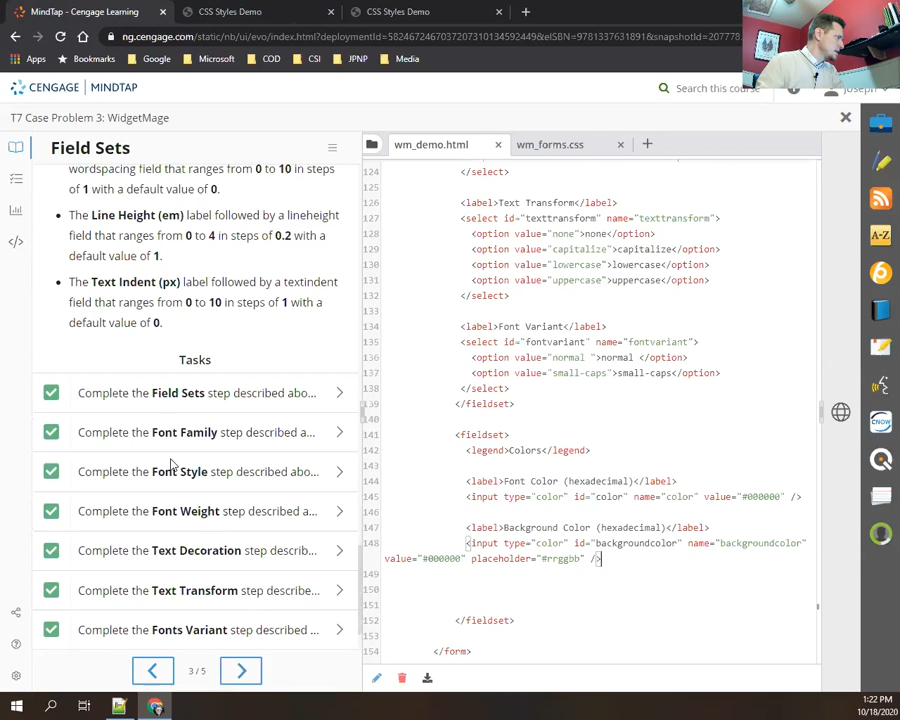 MindTap - Cengage Learning
CSS Styles Demo
CSS Styles Demo
ng.cengage.com/static/nb/ui/evo/index.html?deploymentId=5824672467037207310134592449&eISBN=9781337631891&snapshotId=207778
Apps
Bookmarks
Google
Microsoft
COD
CSI
JPNP
Media
CENGAGE
MINDTAP
Search this course
T7 Case Problem 3: WidgetMage
Field Sets
wordspacing field that ranges from 0 to 10 in steps
of 1 with a default value of 0.
The Line Height (em) label followed by a lineheight
field that ranges from 0 to 4 in steps of 0.2 with a
default value of 1.
The Text Indent (px) label followed by a textindent
field that ranges from 0 to 10 in steps of 1 with a
default value of 0.
Tasks
Complete the Field Sets step described abo...
Complete the Font Family step described a...
Complete the Font Style step described abo...
Complete the Font Weight step described a...
Complete the Text Decoration step describ...
Complete the Text Transform step describe...
Complete the Fonts Variant step described ...
3 / 5
wm_demo.html
wm_forms.css
124 </select>
125
126 <label>Text Transform</label>
127 <select id="texttransform" name="texttransform">
128 <option value="none">none</option>
129 <option value="capitalize">capitalize</option>
130 <option value="lowercase">lowercase</option>
131 <option value="uppercase">uppercase</option>
132 </select>
133
134 <label>Font Variant</label>
135 <select id="fontvariant" name="fontvariant">
136 <option value="normal ">normal </option>
137 <option value="small-caps">small-caps</option>
138 </select>
139 </fieldset>
140
141 <fieldset>
142 <legend>Colors</legend>
143
144 <label>Font Color (hexadecimal)</label>
145 <input type="color" id="color" name="color" value="#000000" />
146
147 <label>Background Color (hexadecimal)</label>
148 <input type="color" id="backgroundcolor" name="backgroundcolor"
value="#000000" placeholder="#rrggbb" />
149
150
151
152 </fieldset>
153
154 </form>
A-Z
CNOW
1:22 PM
10/18/2020